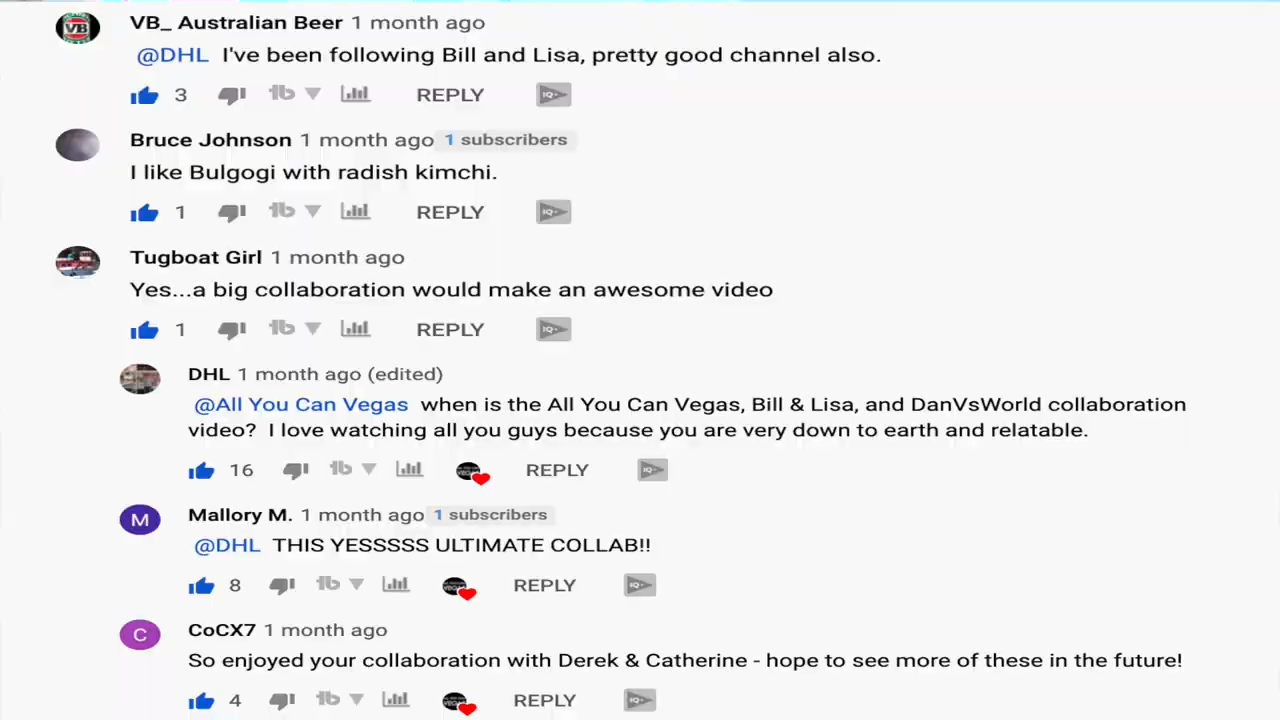 VB_ Australian Beer 1 month ago
@DHL I've been following Bill and Lisa, pretty good channel also.
3 REPLY
Bruce Johnson 1 month ago 1 subscribers
I like Bulgogi with radish kimchi.
1 REPLY
Tugboat Girl 1 month ago
Yes...a big collaboration would make an awesome video
1 REPLY
DHL 1 month ago (edited)
@All You Can Vegas when is the All You Can Vegas, Bill & Lisa, and DanVsWorld collaboration
video? I love watching all you guys because you are very down to earth and relatable.
16 REPLY
Mallory M. 1 month ago 1 subscribers
M
@DHL THIS YESSSSS ULTIMATE COLLAB!!
8 REPLY
CoCX7 1 month ago
C
So enjoyed your collaboration with Derek & Catherine - hope to see more of these in the future!
4 REPLY